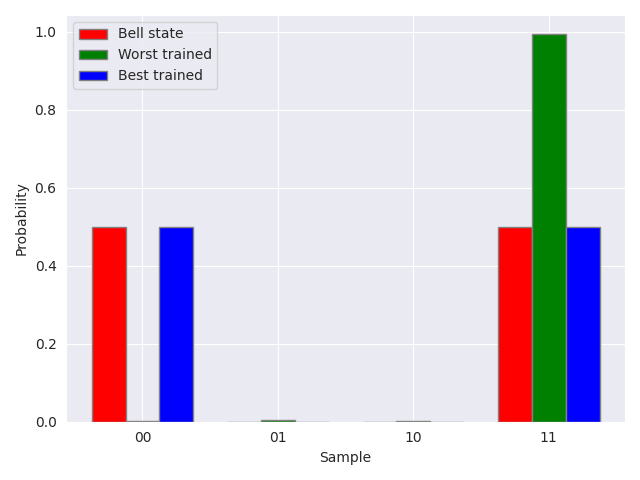 Bell state
Worst trained
Best trained
1.0
0.8
0.6
0.4
0.2
0.0
Probability
00 01 10 11
Sample